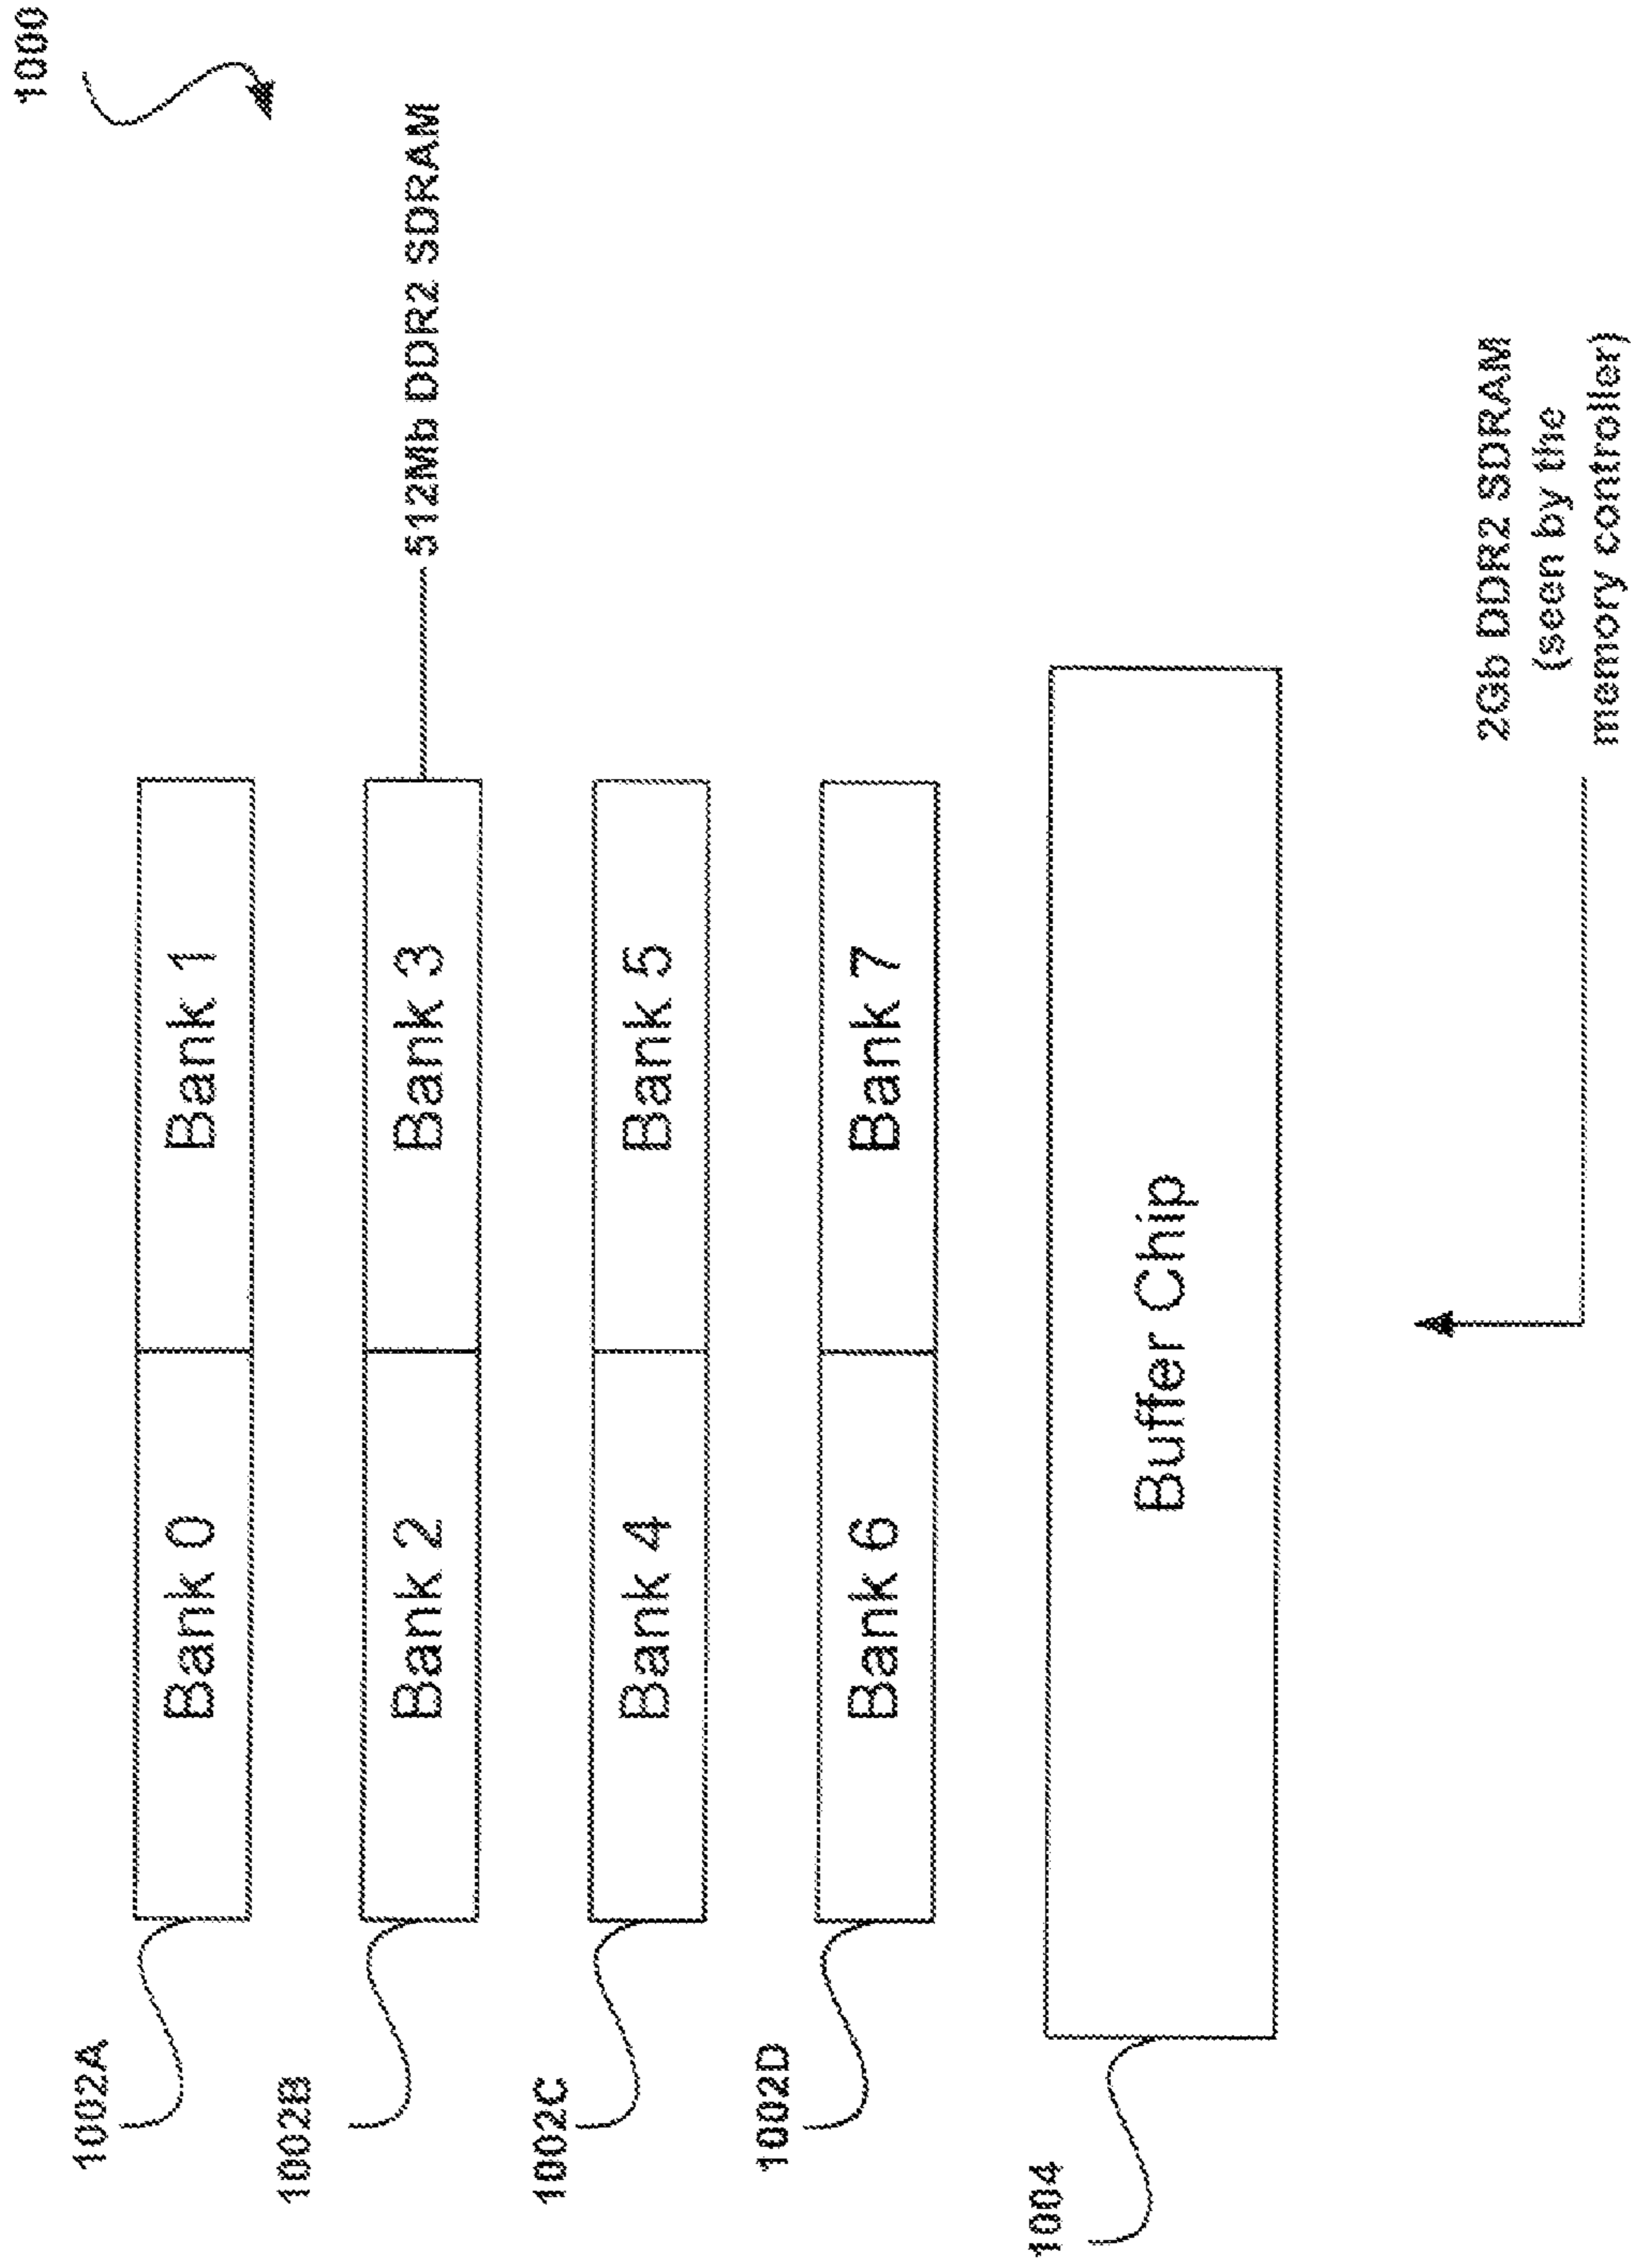 1000
1002A
Bank 0
Bank 1
1002B
Bank 2
Bank 3
512Mb DDR2 SDRAM
1002C
Bank 4
Bank 5
1002D
Bank 6
Bank 7
1004
Buffer Chip
2Gb DDR2 SDRAM
(seen by the
memory controller)